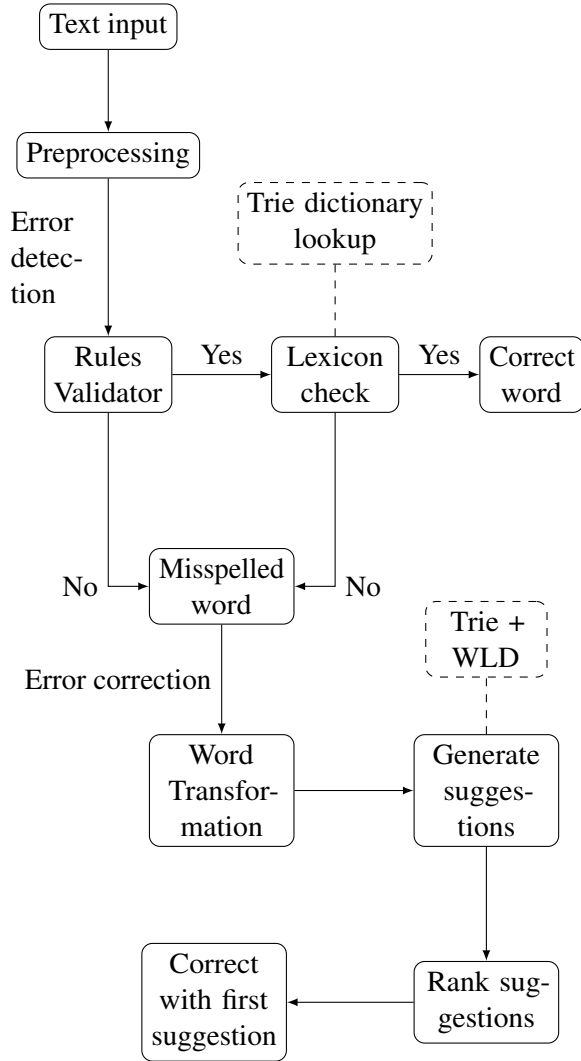 Text input
Preprocessing
Error
detec-
tion
Trie dictionary
lookup
Rules
Validator
Yes
Lexicon
check
Yes
Correct
word
No
Misspelled
word
No
Error correction
Trie +
WLD
Word
Transfor-
mation
Generate
sugges-
tions
Correct
with first
suggestion
Rank sug-
gestions